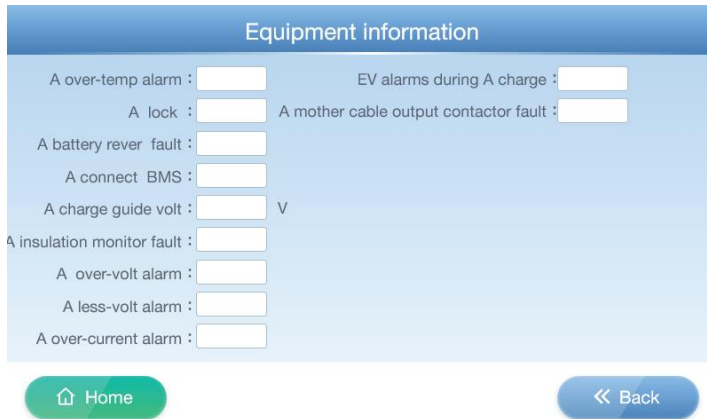 Equipment information
A over-temp alarm : EV alarms during A charge :
A lock : A mother cable output contactor fault :
A battery rever fault :
A connect BMS :
A charge guide volt : V
A insulation monitor fault :
A over-volt alarm :
A less-volt alarm :
A over-current alarm :
Home Back